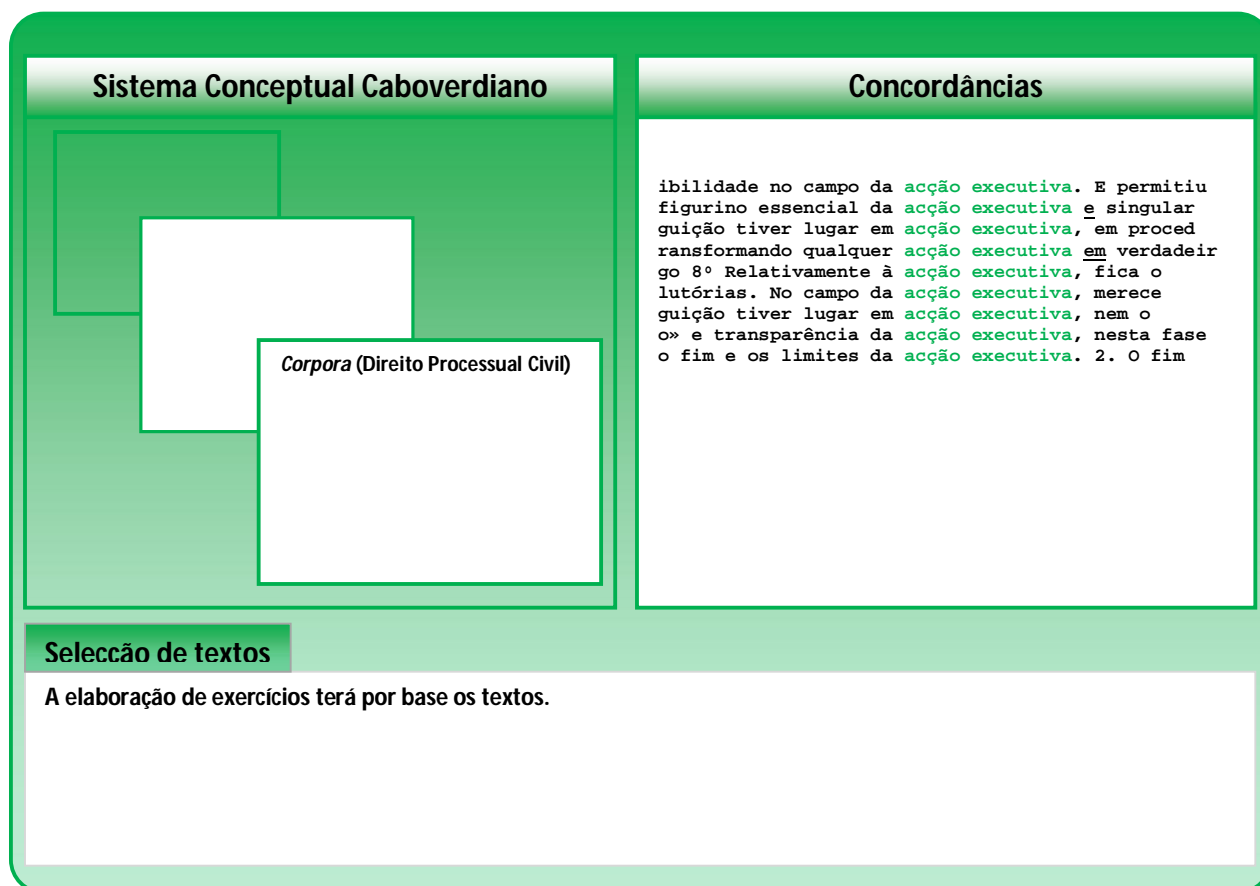 Sistema Conceptual Caboverdiano
Corpora (Direito Processual Civil)
Concordâncias
ibilidade no campo da acção executiva. E permitiu
figurino essencial da acção executiva e singular
guição tiver lugar em acção executiva, em proced
ransformando qualquer acção executiva em verdadeir
go 8º Relativamente à acção executiva, fica o
lutórias. No campo da acção executiva, merece
guição tiver lugar em acção executiva, nem o
o» e transparência da acção executiva, nesta fase
o fim e os limites da acção executiva. 2. O fim
Selecção de textos
A elaboração de exercícios terá por base os textos.